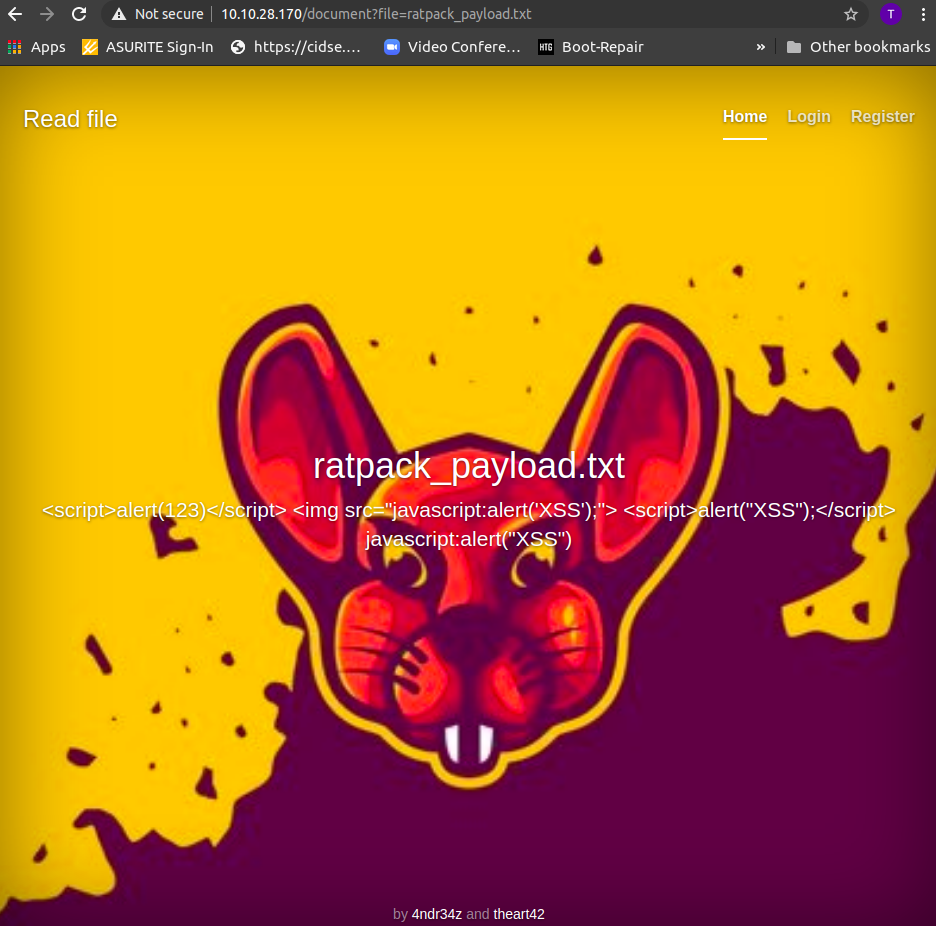 Not secure | 10.10.28.170/document?file=ratpack_payload.txt T
Apps ASURITE Sign-In https://cidse.… Video Confere… HTG Boot-Repair » Other bookmarks
Read file Home Login Register
ratpack_payload.txt
<script>alert(123)</script> <img src="javascript:alert('XSS');"> <script>alert("XSS");</script>
javascript:alert("XSS")
by 4ndr34z and theart42